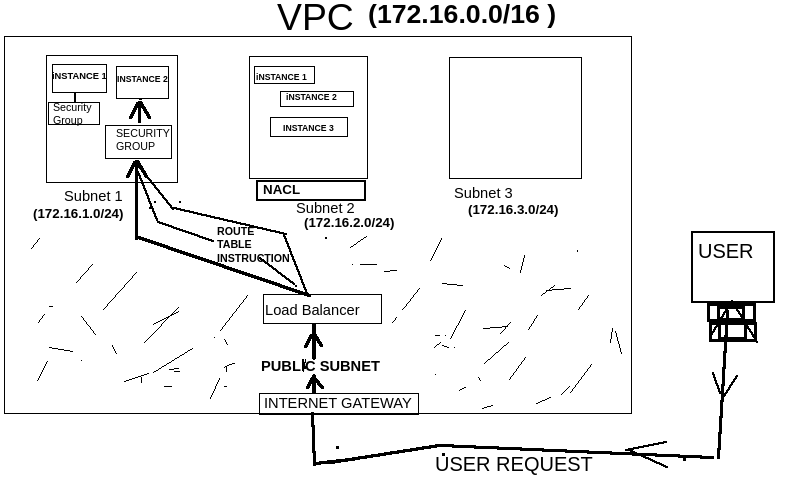 VPC (172.16.0.0/16 )
iNSTANCE 1
INSTANCE 2
Security
Group
SECURITY
GROUP
iNSTANCE 1
iNSTANCE 2
INSTANCE 3
NACL
Subnet 1
(172.16.1.0/24)
Subnet 2
(172.16.2.0/24)
Subnet 3
(172.16.3.0/24)
ROUTE
TABLE
INSTRUCTION
USER
Load Balancer
PUBLIC SUBNET
INTERNET GATEWAY
USER REQUEST